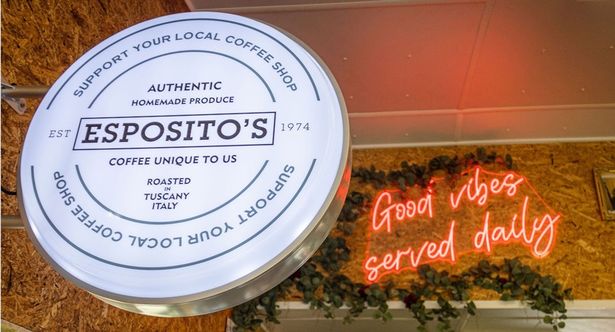 SUPPORT YOUR LOCAL COFFEE SHOP
AUTHENTIC
HOMEMADE PRODUCE
EST ESPOSITO'S 1974
COFFEE UNIQUE TO US
ROASTED
IN
TUSCANY
ITALY
SUPPORT YOUR LOCAL COFFEE SHOP
Good vibes
served daily